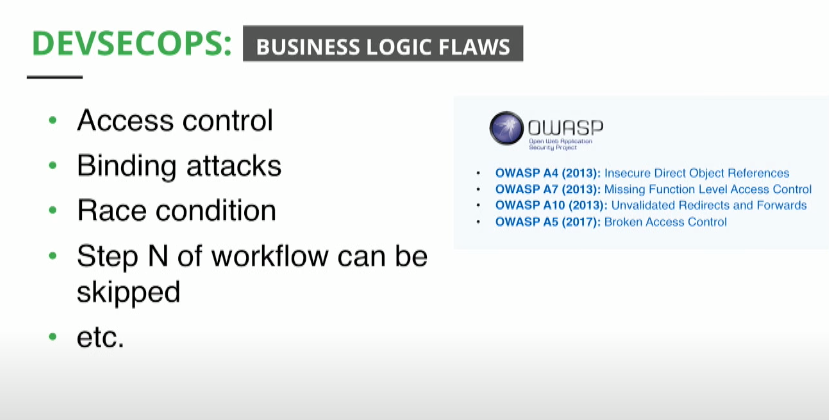 DEVSECOPS: BUSINESS LOGIC FLAWS
• Access control
• Binding attacks
• Race condition
• Step N of workflow can be
skipped
• etc.
OWASP
Open Web Application
Security Project
• OWASP A4 (2013): Insecure Direct Object References
• OWASP A7 (2013): Missing Function Level Access Control
• OWASP A10 (2013): Unvalidated Redirects and Forwards
• OWASP A5 (2017): Broken Access Control